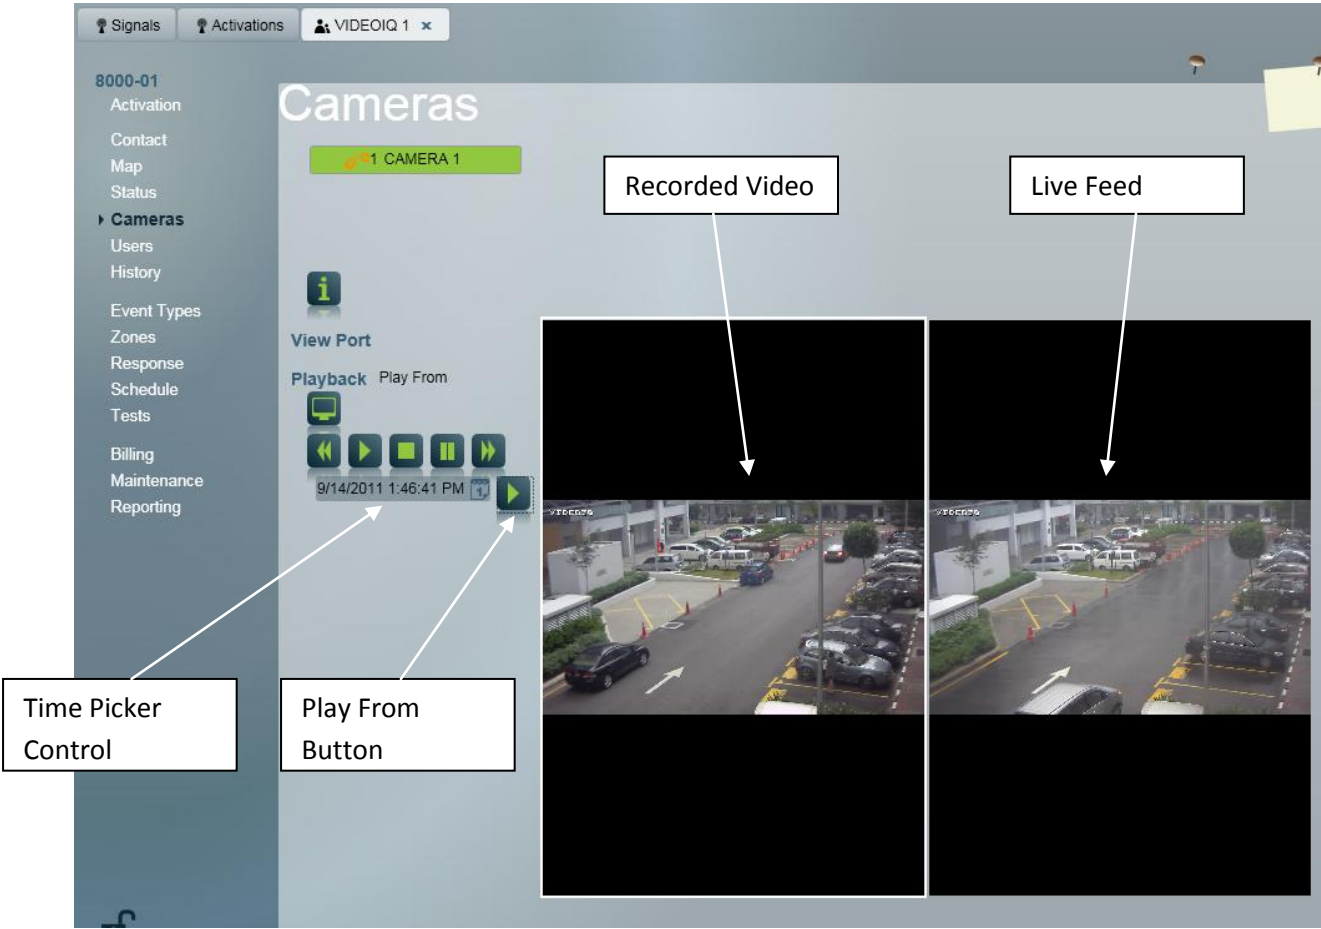 Signals
Activations
VIDEOIQ 1 x
8000-01
Activation
Contact
Map
Status
Cameras
Users
History
Event Types
Zones
Response
Schedule
Tests
Billing
Maintenance
Reporting
Cameras
1 CAMERA 1
Recorded Video
Live Feed
View Port
Playback Play From
9/14/2011 1:46:41 PM
VIDEOIQ
VIDEOIQ
Time Picker
Control
Play From
Button